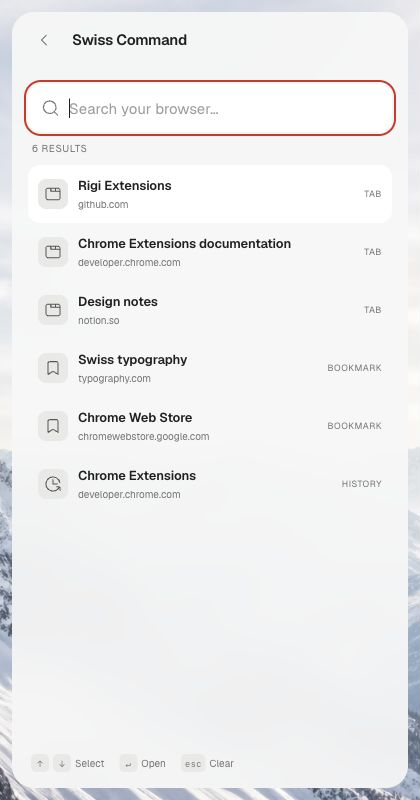 Swiss Command
Search your browser...
6 RESULTS
Rigi Extensions
github.com
TAB
Chrome Extensions documentation
developer.chrome.com
TAB
Design notes
notion.so
TAB
Swiss typography
typography.com
BOOKMARK
Chrome Web Store
chromewebstore.google.com
BOOKMARK
Chrome Extensions
developer.chrome.com
HISTORY
↑ ↓ Select ↵ Open esc Clear